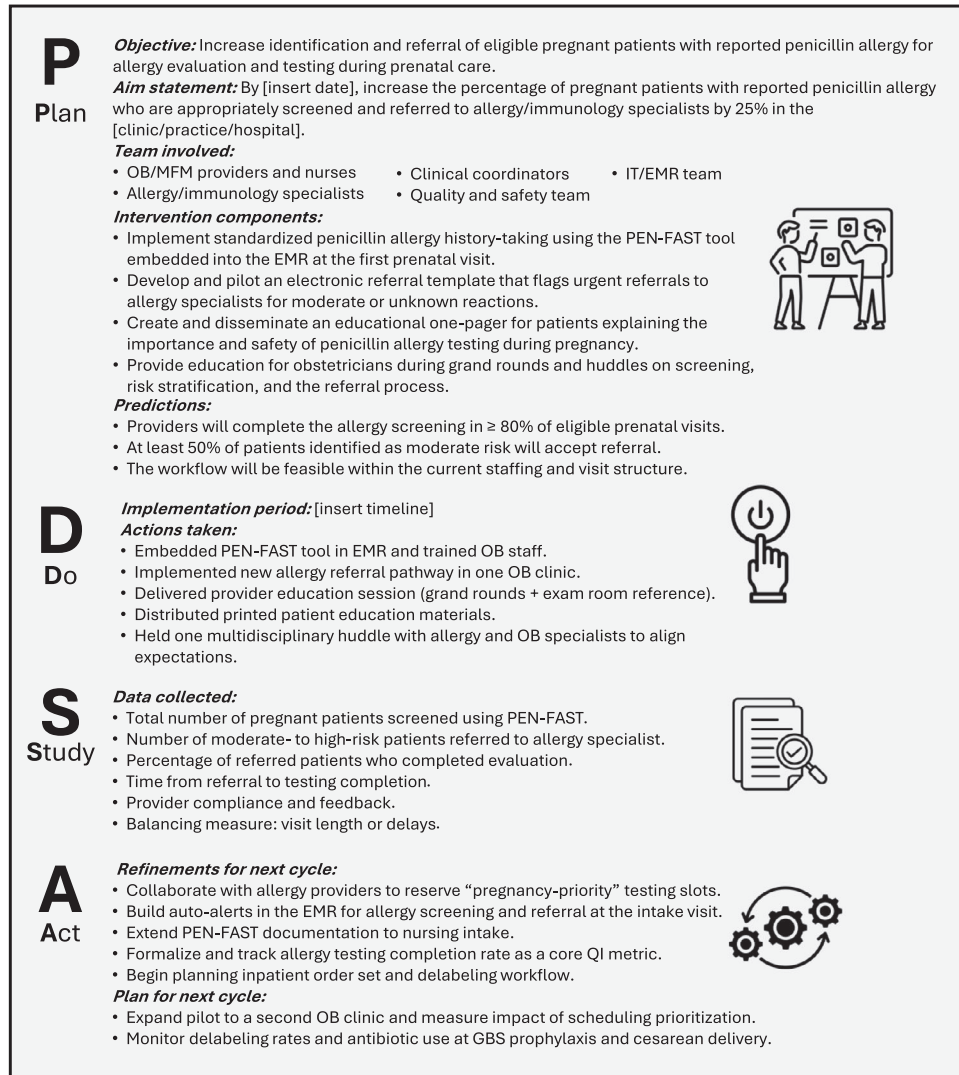 P
Plan
Objective: Increase identification and referral of eligible pregnant patients with reported penicillin allergy for
allergy evaluation and testing during prenatal care.
Aim statement: By [insert date], increase the percentage of pregnant patients with reported penicillin allergy
who are appropriately screened and referred to allergy/immunology specialists by 25% in the
[clinic/practice/hospital].
Team involved:
• OB/MFM providers and nurses • Clinical coordinators • IT/EMR team
• Allergy/immunology specialists • Quality and safety team
Intervention components:
• Implement standardized penicillin allergy history-taking using the PEN-FAST tool
embedded into the EMR at the first prenatal visit.
• Develop and pilot an electronic referral template that flags urgent referrals to
allergy specialists for moderate or unknown reactions.
• Create and disseminate an educational one-pager for patients explaining the
importance and safety of penicillin allergy testing during pregnancy.
• Provide education for obstetricians during grand rounds and huddles on screening,
risk stratification, and the referral process.
Predictions:
• Providers will complete the allergy screening in ≥ 80% of eligible prenatal visits.
• At least 50% of patients identified as moderate risk will accept referral.
• The workflow will be feasible within the current staffing and visit structure.
D
Do
Implementation period: [insert timeline]
Actions taken:
• Embedded PEN-FAST tool in EMR and trained OB staff.
• Implemented new allergy referral pathway in one OB clinic.
• Delivered provider education session (grand rounds + exam room reference).
• Distributed printed patient education materials.
• Held one multidisciplinary huddle with allergy and OB specialists to align
expectations.
S
Study
Data collected:
• Total number of pregnant patients screened using PEN-FAST.
• Number of moderate- to high-risk patients referred to allergy specialist.
• Percentage of referred patients who completed evaluation.
• Time from referral to testing completion.
• Provider compliance and feedback.
• Balancing measure: visit length or delays.
A
Act
Refinements for next cycle:
• Collaborate with allergy providers to reserve “pregnancy-priority” testing slots.
• Build auto-alerts in the EMR for allergy screening and referral at the intake visit.
• Extend PEN-FAST documentation to nursing intake.
• Formalize and track allergy testing completion rate as a core QI metric.
• Begin planning inpatient order set and delabeling workflow.
Plan for next cycle:
• Expand pilot to a second OB clinic and measure impact of scheduling prioritization.
• Monitor delabeling rates and antibiotic use at GBS prophylaxis and cesarean delivery.